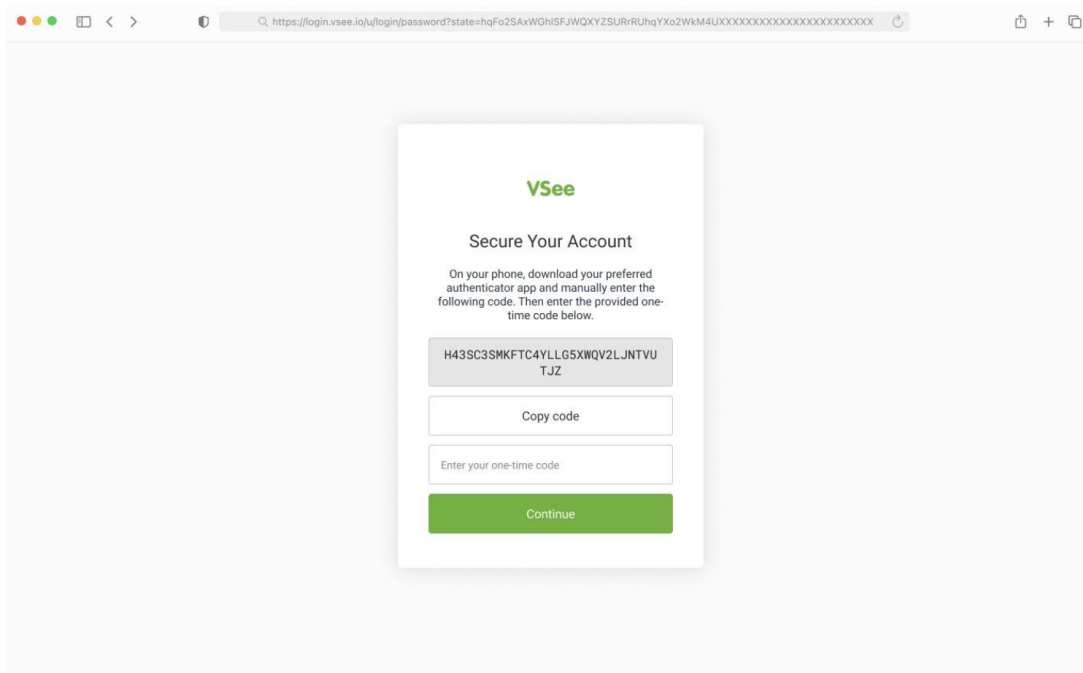 https://login.vsee.io/u/login/password?state=hqFo2SAxWGhlSFJWQXYZSURrRUhqYXo2WkM4UXXXXXXXXXXXXXXXXXXXXXXX
VSee
Secure Your Account
On your phone, download your preferred
authenticator app and manually enter the
following code. Then enter the provided one-
time code below.
H43SC3SMKFTC4YLLG5XWQV2LJNTVU
TJZ
Copy code
Enter your one-time code
Continue